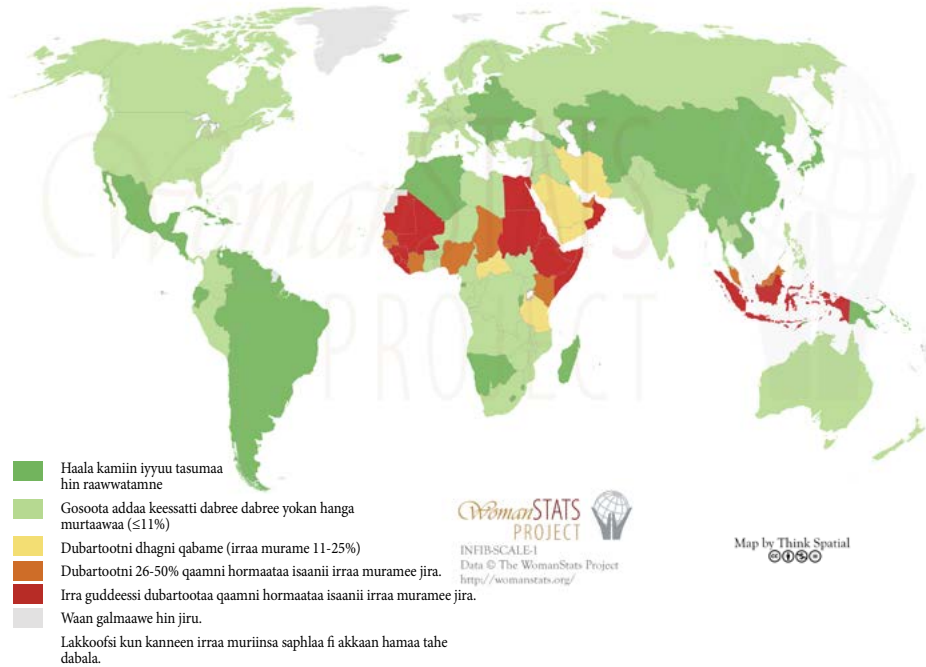 WomanSTATS
PROJECT
Haala kamiin iyyuu tasumaa
hin raawwatamne
Gosoota addaa keessatti dabree dabree yokan hanga
murtaawaa (≤11%)
Dubartootni dhagni qabame (irraa murame 11-25%)
Dubartootni 26-50% qaamni hormaataa isaanii irraa muramee jira.
Irra guddeessi dubartootaa qaamni hormaataa isaanii irraa muramee jira.
Waan galmaawe hin jiru.
Lakkoofsi kun kanneen irraa muriinsa saphlaa fi akkaan hamaa tahe
dabala.
WomanSTATS
PROJECT
INFIB-SCALE-1
Data © The WomanStats Project
http://womanstats.org/
Map by Think Spatial